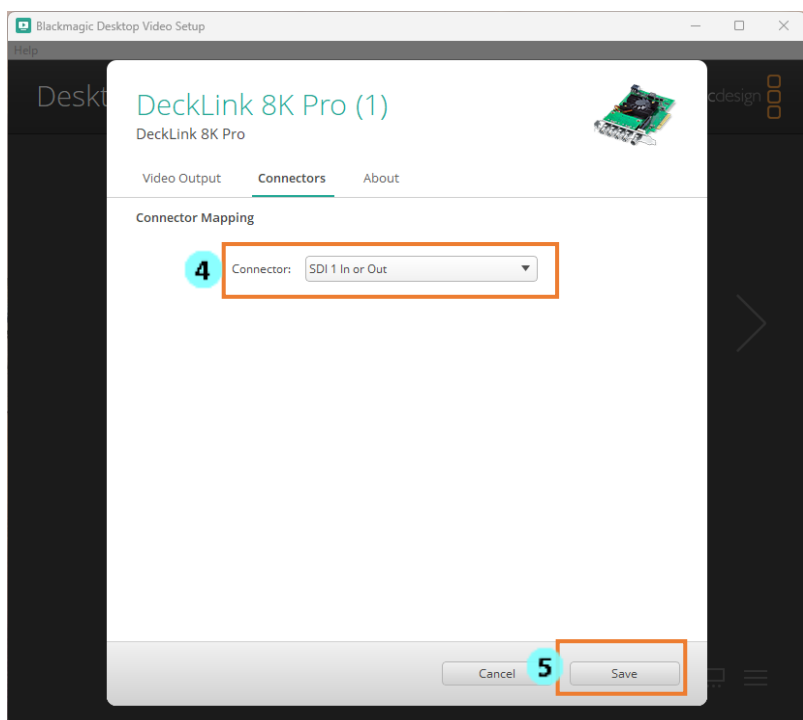 Blackmagic Desktop Video Setup
Help
Deskt
cdesign
DeckLink 8K Pro (1)
DeckLink 8K Pro
Video Output Connectors About
Connector Mapping
4 Connector: SDI 1 In or Out
Cancel 5 Save